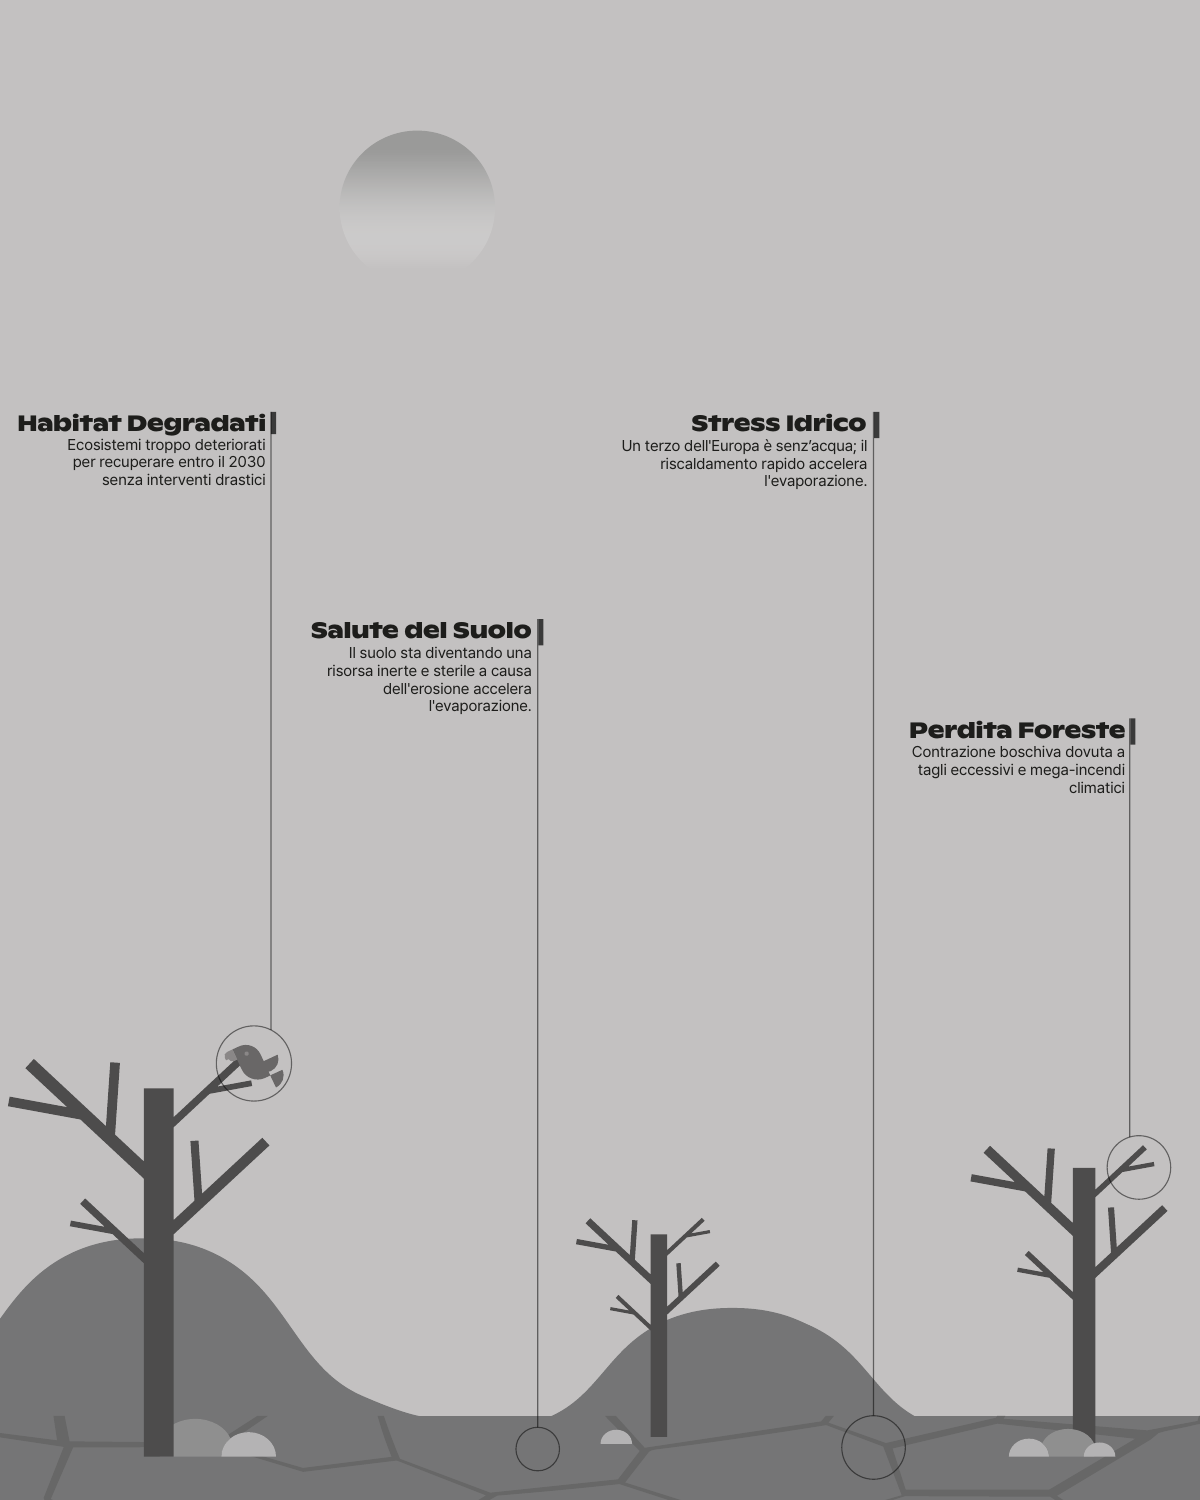 Habitat Degradati
Ecosistemi troppo deteriorati
per recuperare entro il 2030
senza interventi drastici
Stress Idrico
Un terzo dell'Europa è senz’acqua; il
riscaldamento rapido accelera
l'evaporazione.
Salute del Suolo
Il suolo sta diventando una
risorsa inerte e sterile a causa
dell'erosione accelera
l'evaporazione.
Perdita Foreste
Contrazione boschiva dovuta a
tagli eccessivi e mega-incendi
climatici